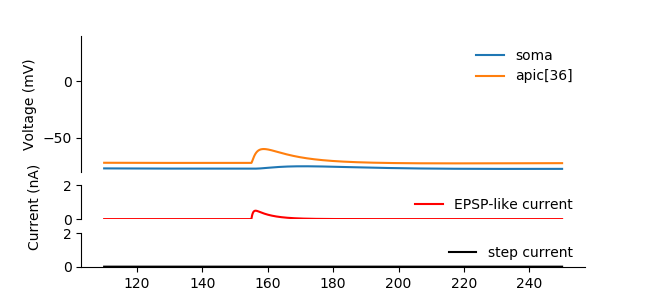 Voltage (mV)
0
−50
soma
apic[36]
Current (nA)
2
0
EPSP-like current
2
0
step current
120 140 160 180 200 220 240